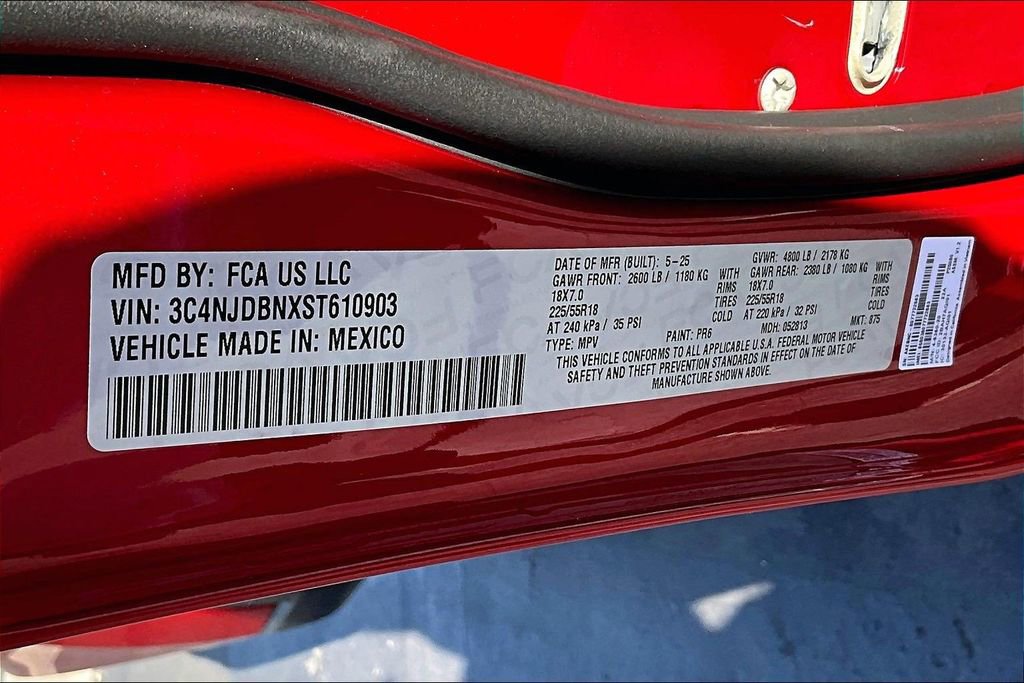 MFD BY: FCA US LLC
VIN: 3C4NJDBNXST610903
VEHICLE MADE IN: MEXICO
DATE OF MFR (BUILT): 5-25 GVWR: 4800 LB / 2178 KG
GAWR FRONT: 2600 LB / 1180 KG WITH GAWR REAR: 2380 LB / 1080 KG WITH
18X7.0 RIMS 18X7.0 RIMS
225/55R18 TIRES 225/55R18 TIRES
AT 240 kPa / 35 PSI COLD AT 220 kPa / 32 PSI COLD
TYPE: MPV PAINT: PR6 MDH: 052813 MKT: 875
THIS VEHICLE CONFORMS TO ALL APPLICABLE U.S.A. FEDERAL MOTOR VEHICLE
SAFETY AND THEFT PREVENTION STANDARDS IN EFFECT ON THE DATE OF
MANUFACTURE SHOWN ABOVE.